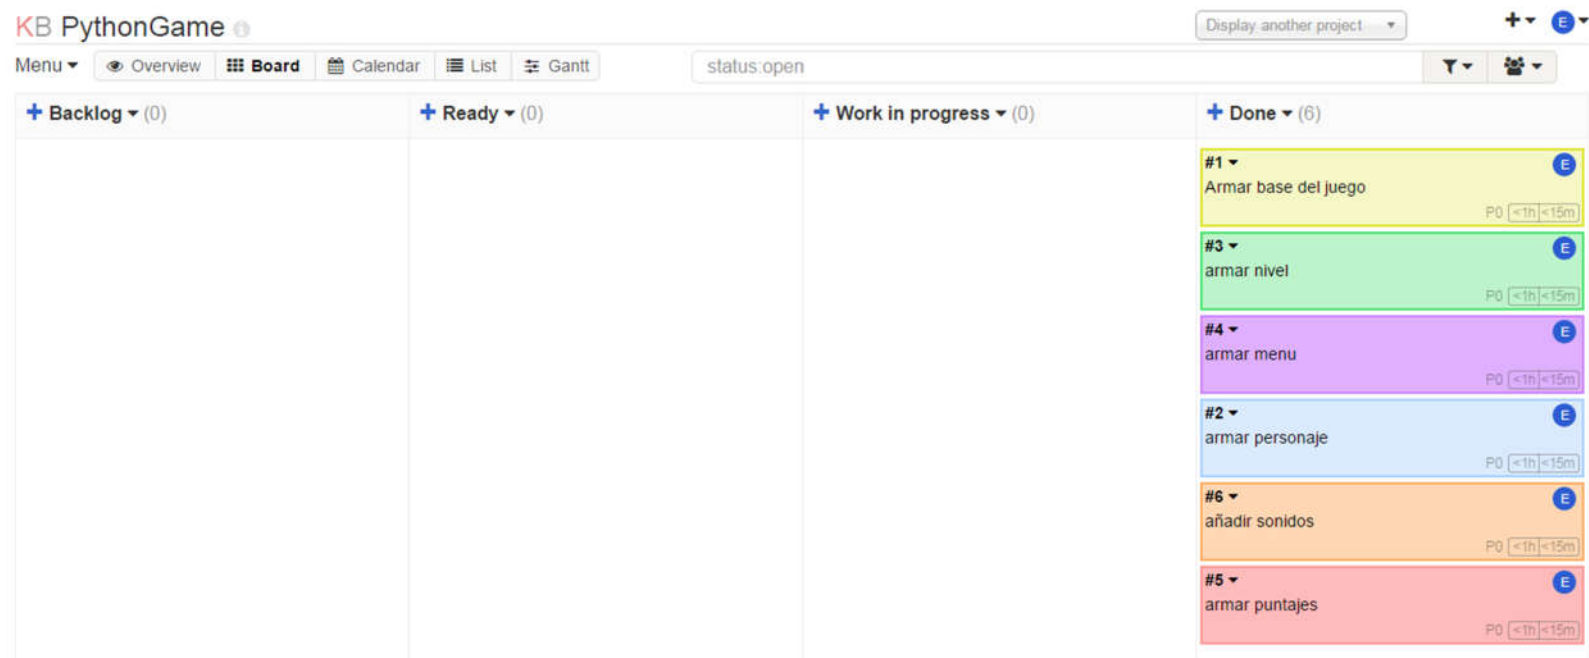 KB PythonGame
Display another project
E
Menu Overview Board Calendar List Gantt
status:open
Backlog (0) Ready (0) Work in progress (0) Done (6)
#1 E
Armar base del juego
P0 <1h <15m
#3 E
armar nivel
P0 <1h <15m
#4 E
armar menu
P0 <1h <15m
#2 E
armar personaje
P0 <1h <15m
#6 E
añadir sonidos
P0 <1h <15m
#5 E
armar puntajes
P0 <1h <15m